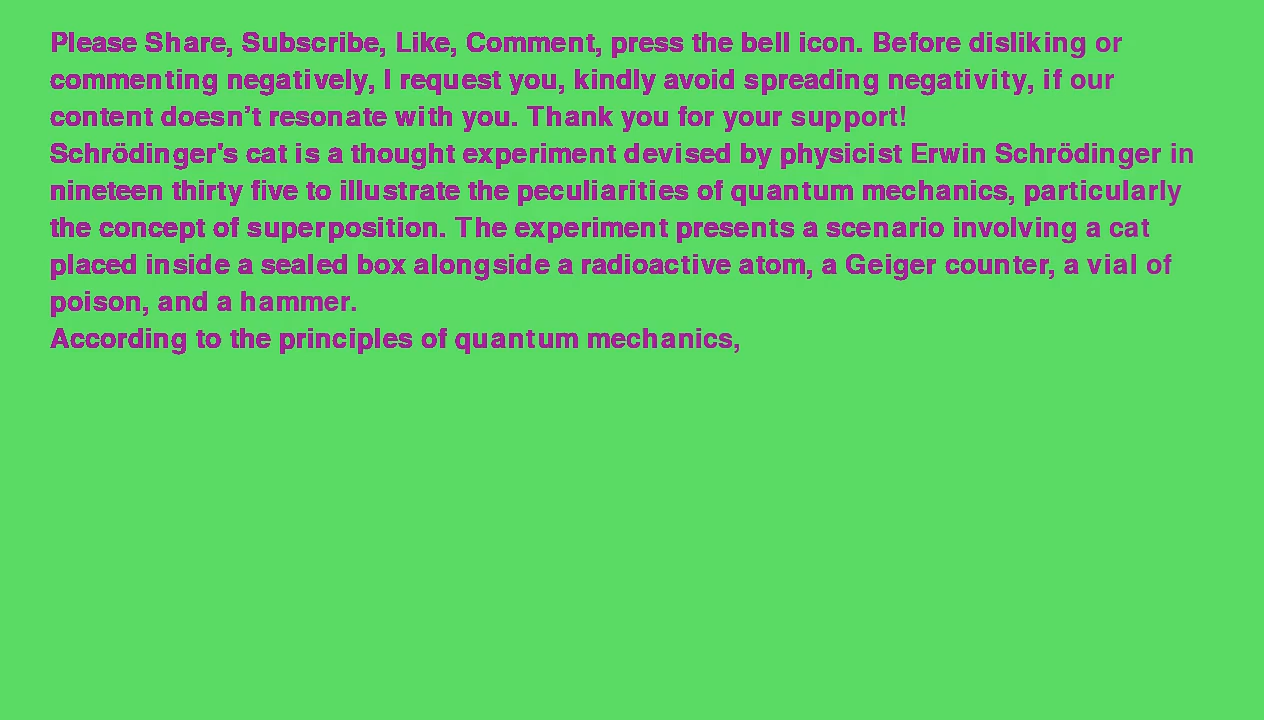 Please Share, Subscribe, Like, Comment, press the bell icon. Before disliking or
commenting negatively, I request you, kindly avoid spreading negativity, if our
content doesn’t resonate with you. Thank you for your support!
Schrödinger's cat is a thought experiment devised by physicist Erwin Schrödinger in
nineteen thirty five to illustrate the peculiarities of quantum mechanics, particularly
the concept of superposition. The experiment presents a scenario involving a cat
placed inside a sealed box alongside a radioactive atom, a Geiger counter, a vial of
poison, and a hammer.
According to the principles of quantum mechanics,